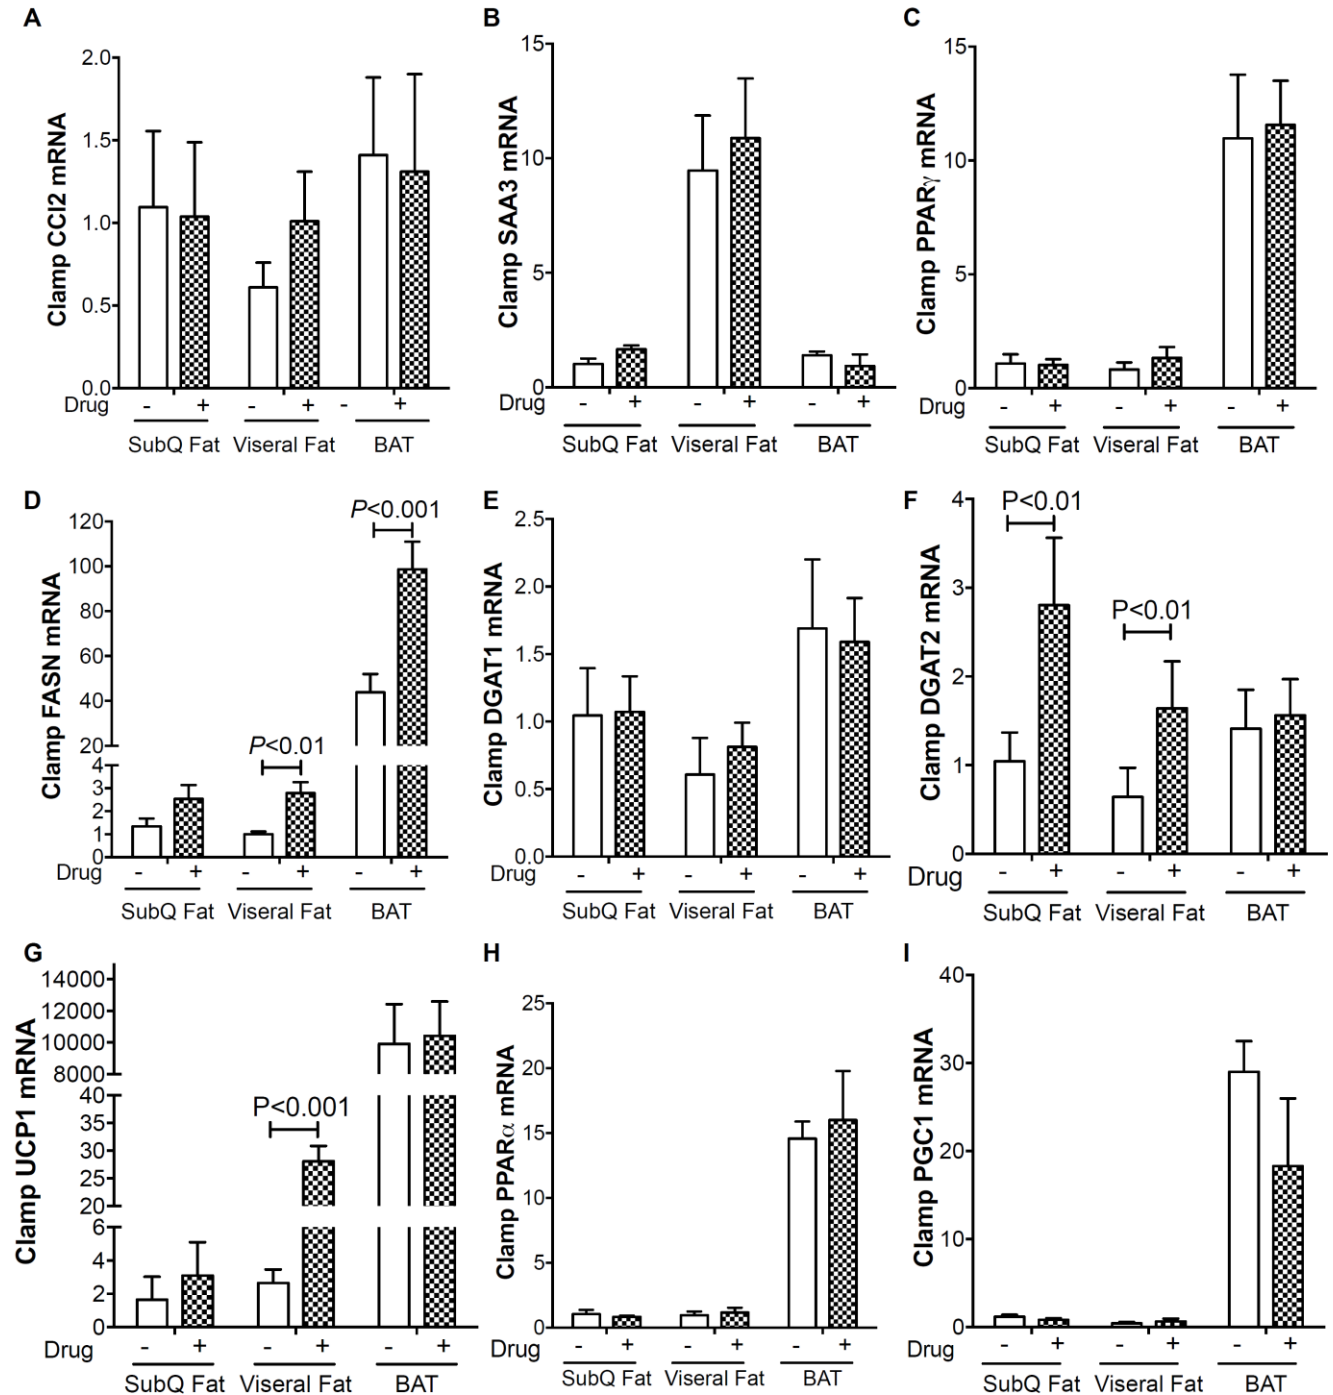 A
Clamp CCl2 mRNA
2.0
1.5
1.0
0.5
0.0
Drug - + - + - +
SubQ Fat Viseral Fat BAT
B
Clamp SAA3 mRNA
15
10
5
0
Drug - + - + - +
SubQ Fat Viseral Fat BAT
C
Clamp PPARγ mRNA
15
10
5
0
Drug - + - + - +
SubQ Fat Viseral Fat BAT
D
Clamp FASN mRNA
P<0.001
120
100
80
60
40
20
P<0.01
4
3
2
1
0
Drug - + - + - +
SubQ Fat Viseral Fat BAT
E
Clamp DGAT1 mRNA
2.5
2.0
1.5
1.0
0.5
0.0
Drug - + - + - +
SubQ Fat Viseral Fat BAT
F
Clamp DGAT2 mRNA
4
P<0.01
3
P<0.01
2
1
0
Drug - + - + - +
SubQ Fat Viseral Fat BAT
G
Clamp UCP1 mRNA
14000
12000
10000
8000
40
P<0.001
35
30
25
20
6
4
2
0
Drug - + - + - +
SubQ Fat Viseral Fat BAT
H
Clamp PPARα mRNA
25
20
15
10
5
0
Drug - + - + - +
SubQ Fat Viseral Fat BAT
I
Clamp PGC1 mRNA
40
30
20
10
0
Drug - + - + - +
SubQ Fat Viseral Fat BAT